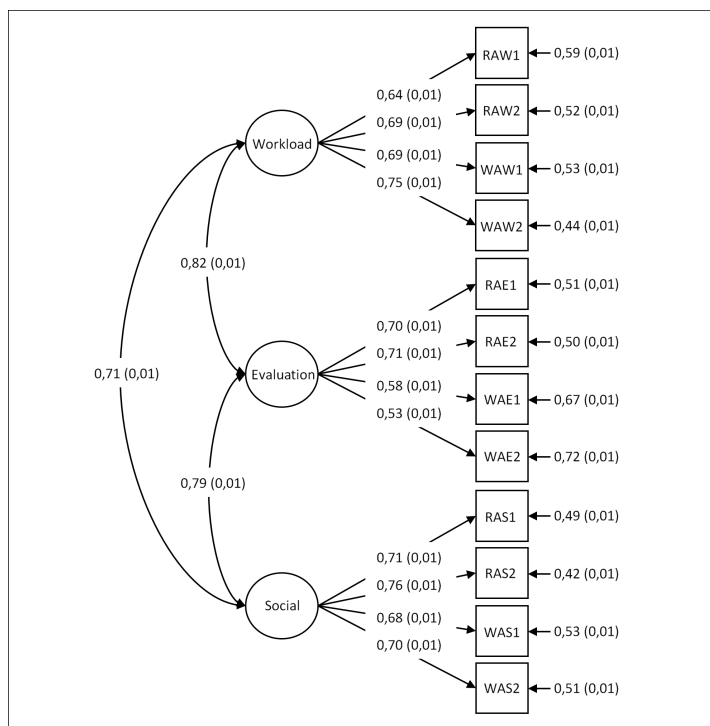 RAW1
0,59 (0,01)
0,64 (0,01)
RAW2
0,52 (0,01)
0,69 (0,01)
Workload
0,69 (0,01)
WAW1
0,53 (0,01)
0,75 (0,01)
WAW2
0,44 (0,01)
0,82 (0,01)
RAE1
0,51 (0,01)
0,70 (0,01)
RAE2
0,50 (0,01)
0,71 (0,01)
0,71 (0,01)
Evaluation
0,58 (0,01)
WAE1
0,67 (0,01)
0,53 (0,01)
WAE2
0,72 (0,01)
0,79 (0,01)
RAS1
0,49 (0,01)
0,71 (0,01)
RAS2
0,42 (0,01)
0,76 (0,01)
Social
0,68 (0,01)
WAS1
0,53 (0,01)
0,70 (0,01)
WAS2
0,51 (0,01)